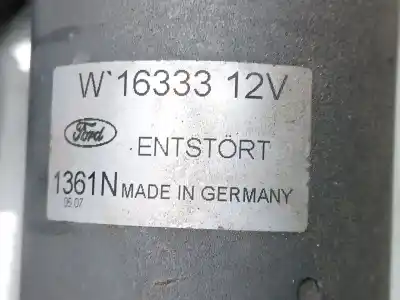 W`16333 12V
Ford
.ENTSTÖRT
1361N MADE IN GERMANY
05.07